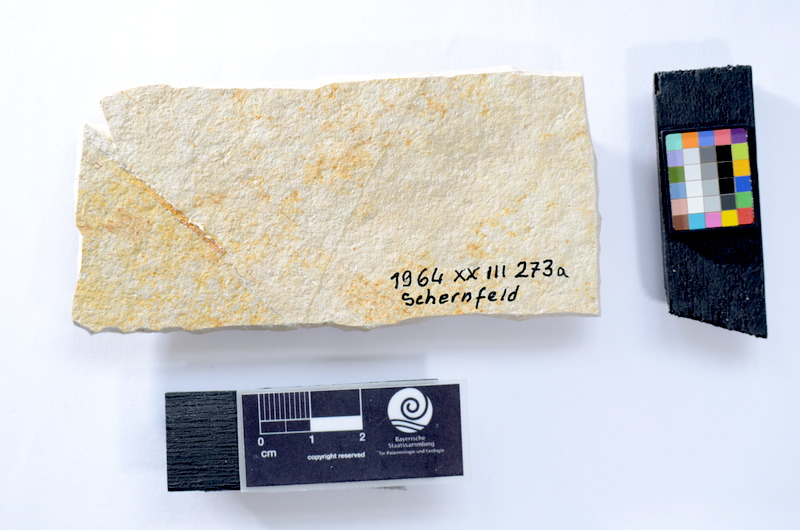 1964 XX III 273a
Schernfeld
0 1 2
cm
copyright reserved
Bayerische
Staatssammlung
für Paläontologie und Geologie